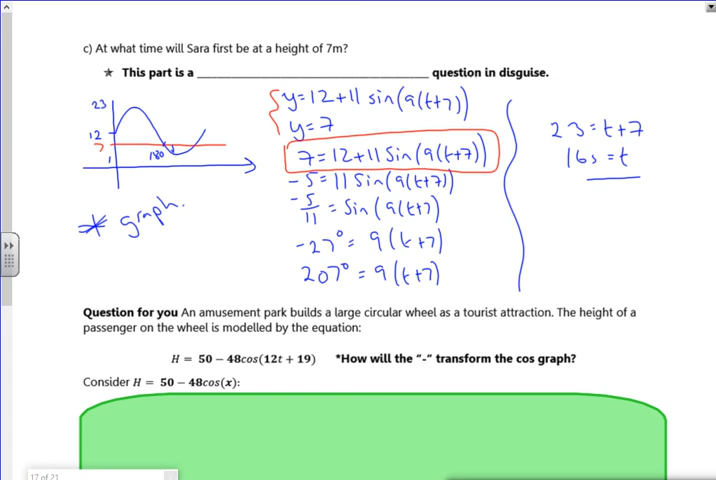 c) At what time will Sara first be at a height of 7m?
★ This part is a ______________________________ question in disguise.
23
12
7
1
180
* graph.
y=12+11 sin(9(t+7))
y=7
7=12+11 Sin(9(t+7))
-5=11 Sin(9(t+7))
-5/11 = Sin(9(t+7)
-27° = 9(t+7)
207° = 9(t+7)
23=t+7
16s=t
Question for you An amusement park builds a large circular wheel as a tourist attraction. The height of a
passenger on the wheel is modelled by the equation:
H = 50 − 48cos(12t + 19) *How will the "-" transform the cos graph?
Consider H = 50 − 48cos(x):
17 of 21